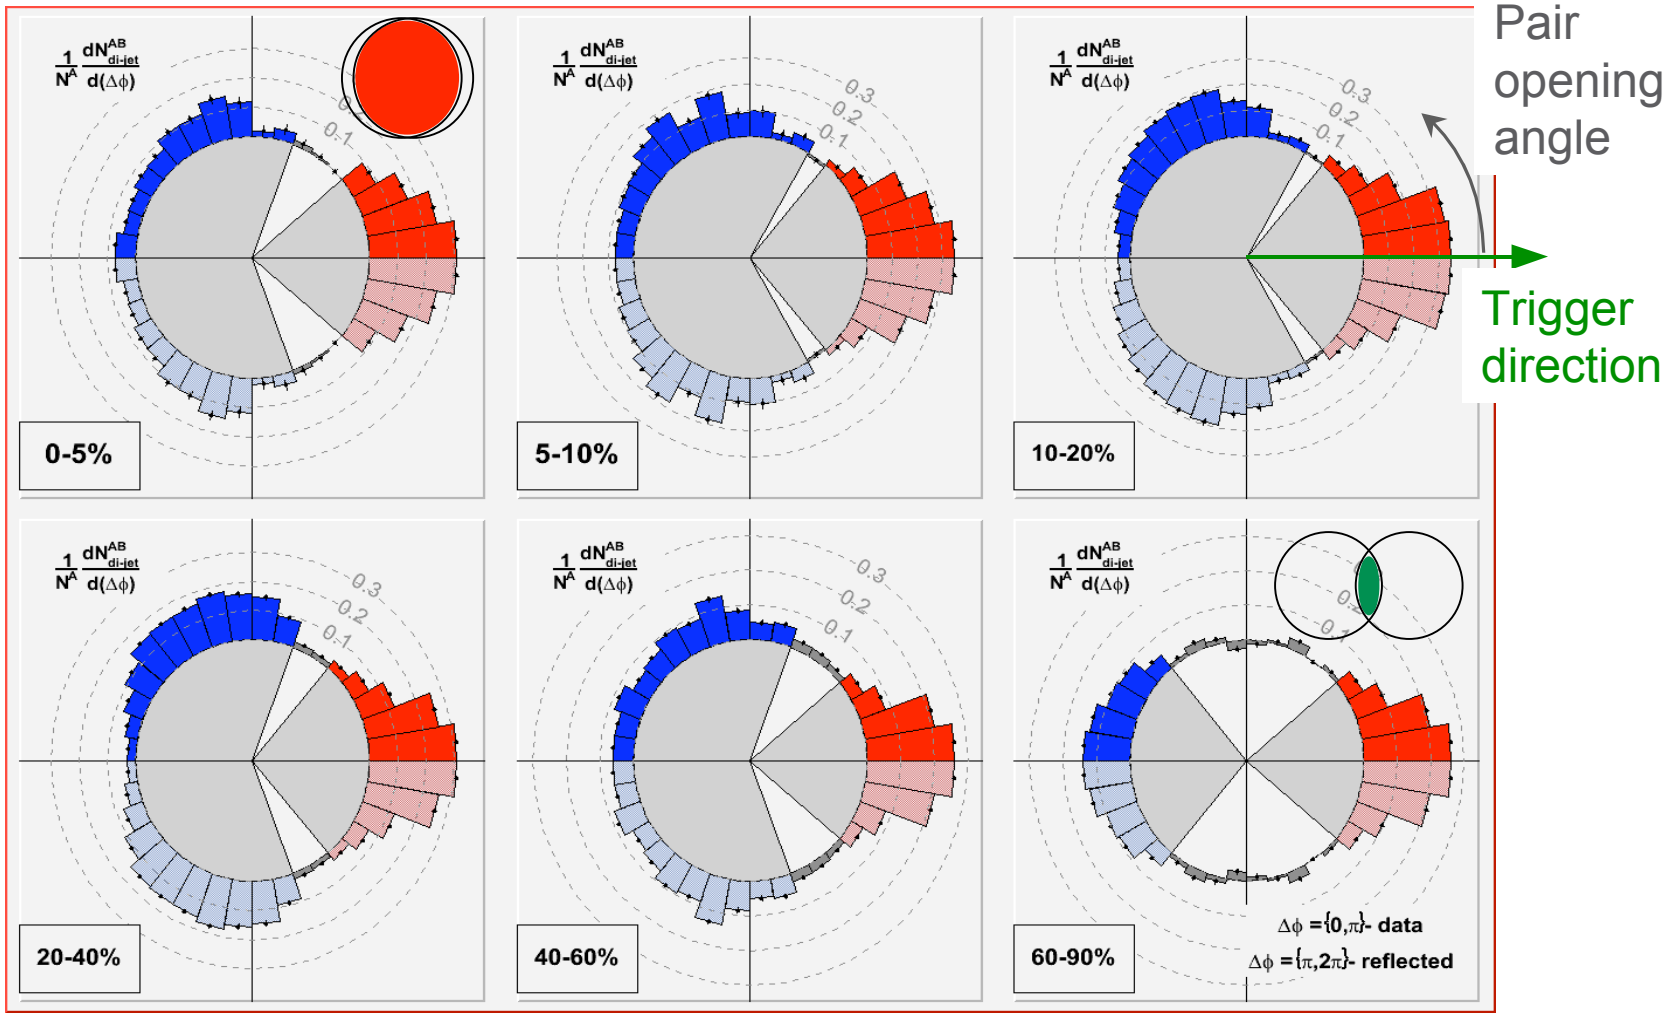 1/N^A dN^AB_di-jet/d(Δϕ)
0.1
1/N^A dN^AB_di-jet/d(Δϕ)
0.3
0.2
0.1
1/N^A dN^AB_di-jet/d(Δϕ)
0.3
0.2
0.1
Pair
opening
angle
Trigger
direction
0-5%
5-10%
10-20%
1/N^A dN^AB_di-jet/d(Δϕ)
0.3
0.2
0.1
1/N^A dN^AB_di-jet/d(Δϕ)
0.3
0.2
0.1
1/N^A dN^AB_di-jet/d(Δϕ)
0.1
20-40%
40-60%
60-90%
Δϕ ={0,π}- data
Δϕ ={π,2π}- reflected